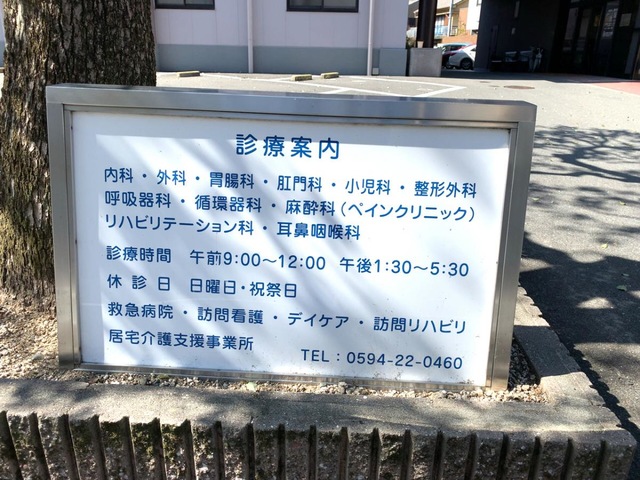 診療案内
内科・外科・胃腸科・肛門科・小児科・整形外科
呼吸器科・循環器科・麻酔科(ペインクリニック)
リハビリテーション科・耳鼻咽喉科
診療時間 午前9:00~12:00 午後1:30~5:30
休診日 日曜日・祝祭日
救急病院・訪問看護・デイケア・訪問リハビリ
居宅介護支援事業所 TEL:0594-22-0460